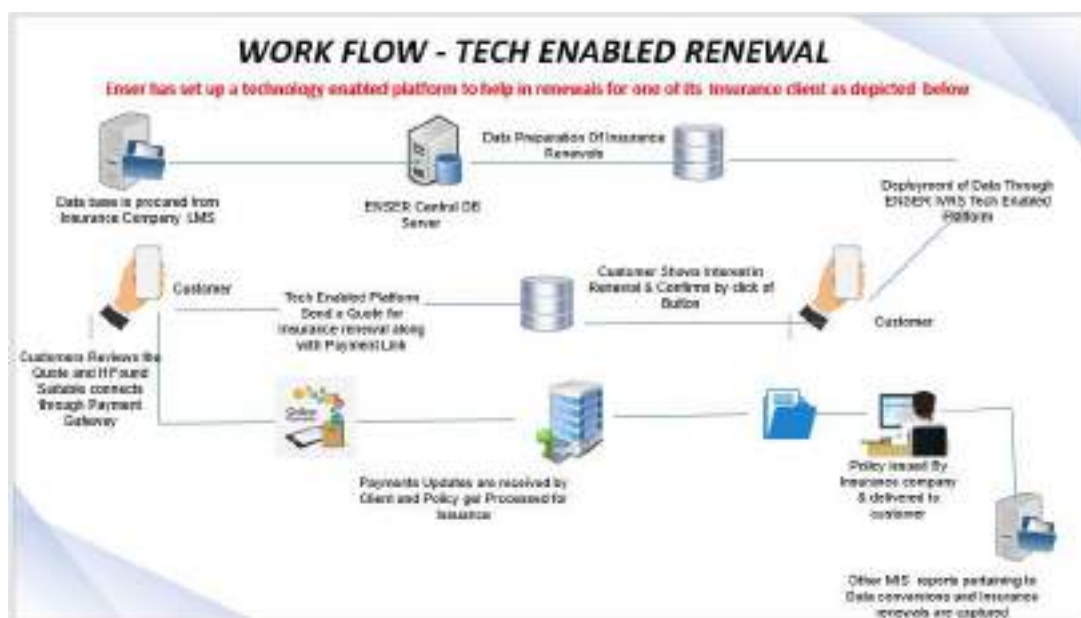 WORK FLOW - TECH ENABLED RENEWAL
Enser has set up a technology enabled platform to help in renewals for one of its Insurance client as depicted below
Data Preparation Of Insurance
Renewals
Data base is procured from
Insurance Company LMS
ENSER Central DB
Server
Deployment of Data Through
ENSER IVRS Tech Enabled
Platform
Customer
Tech Enabled Platform
Send a Quote for
Insurance renewal along
with Payment Link
Customer Shows Interest in
Renewal & Confirms by click of
Button
Customer
Customers Reviews the
Quote and If Found
Suitable connects
through Payment
Gateway
Online
Payments Updates are received by
Client and Policy get Processed for
Issuance
Policy Issued By
Insurance company
& delivered to
customer
Other MIS reports pertaining to
Data conversions and Insurance
renewals are captured